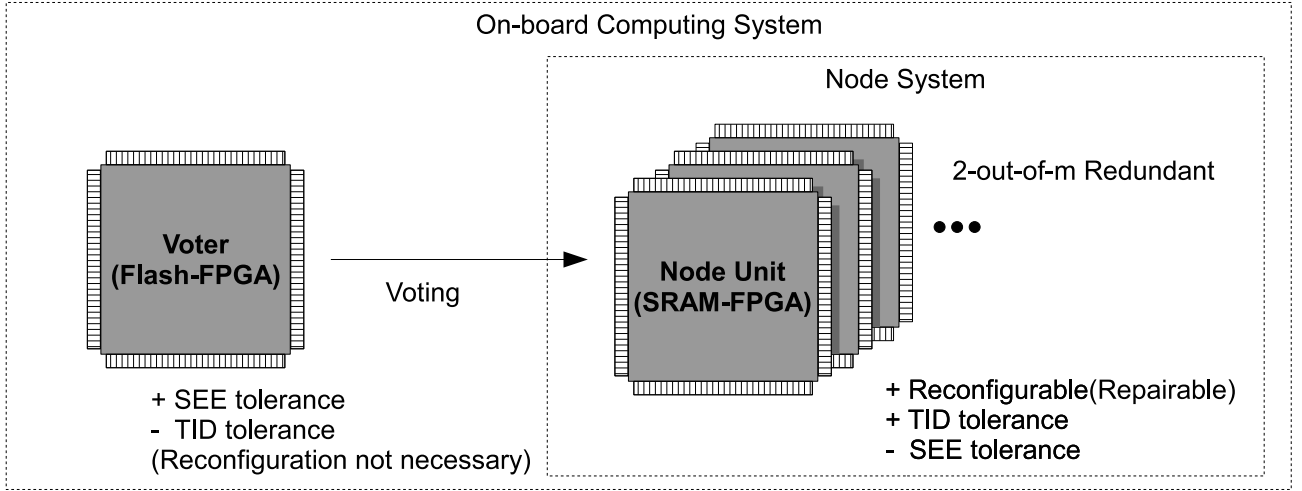 On-board Computing System
Node System
2-out-of-m Redundant
•••
Voter
(Flash-FPGA)
Voting
Node Unit
(SRAM-FPGA)
+ SEE tolerance
- TID tolerance
(Reconfiguration not necessary)
+ Reconfigurable(Repairable)
+ TID tolerance
- SEE tolerance